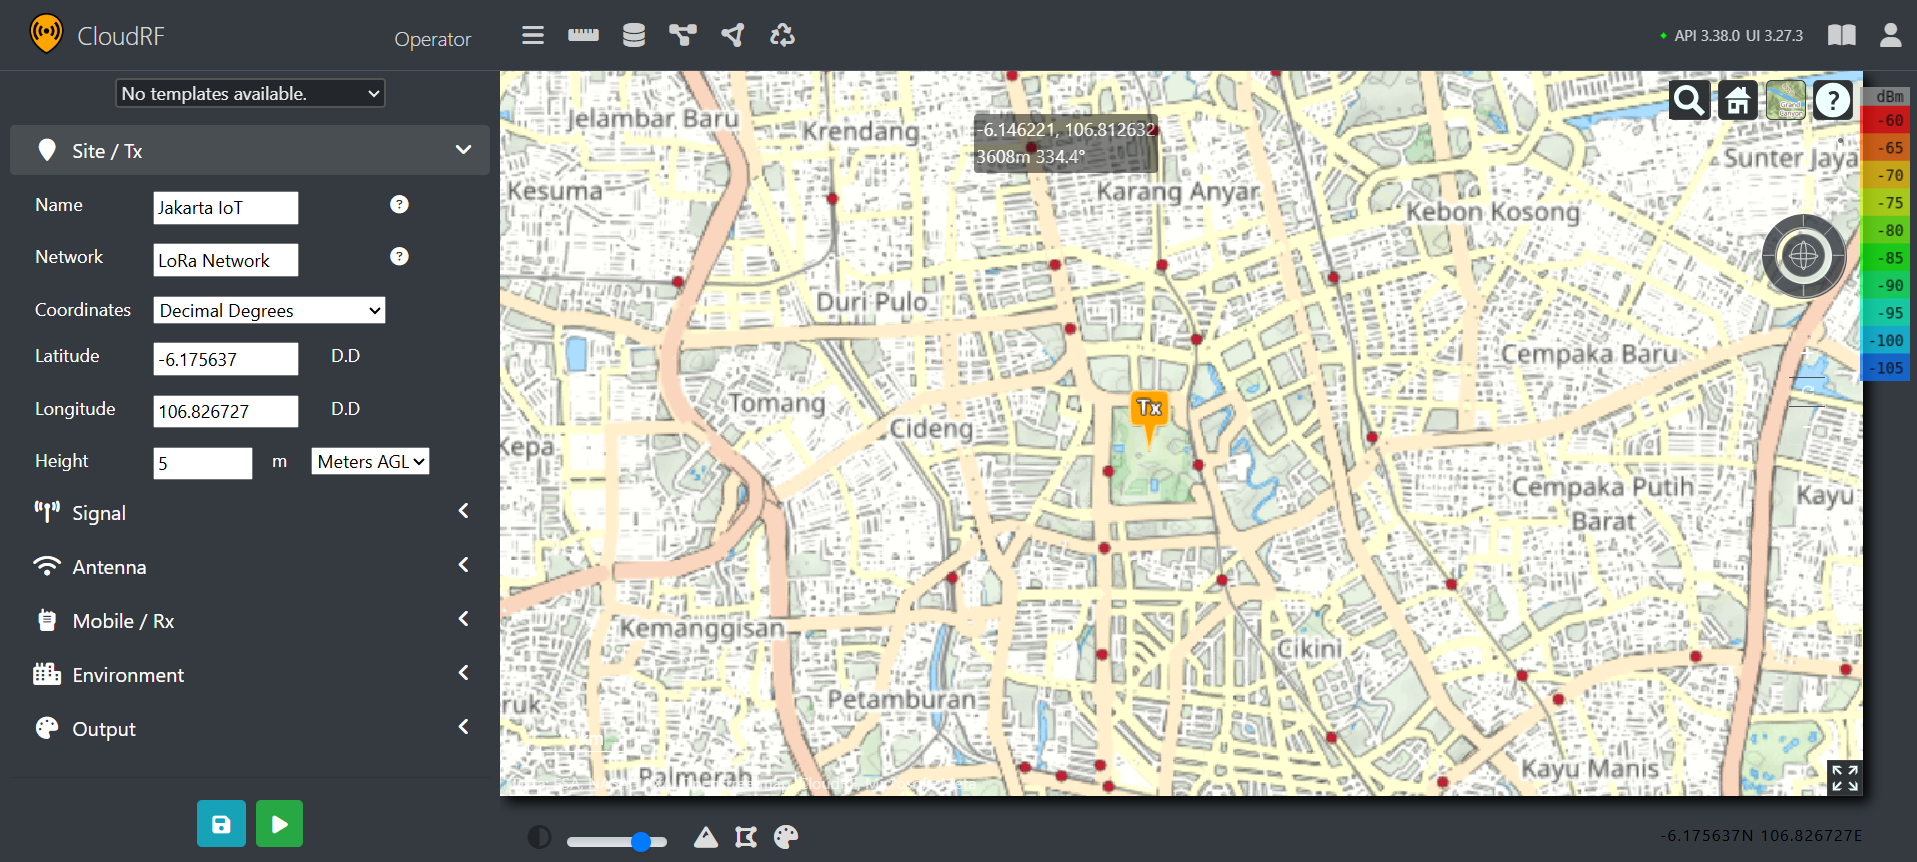 CloudRF
Operator
API 3.38.0 UI 3.27.3
No templates available.
Site / Tx
Name
Jakarta IoT
?
Network
LoRa Network
?
Coordinates
Decimal Degrees
Latitude
-6.175637
D.D
Longitude
106.826727
D.D
Height
5
m
Meters AGL
Signal
Antenna
Mobile / Rx
Environment
Output
Jelambar Baru
Krendang
-6.146221, 106.812632
3608m 334.4°
Kesuma
Karang Anyar
Kebon Kosong
Sunter Jaya
?
Duri Pulo
Cempaka Baru
Tomang
Tx
Cideng
Kepa
Cempaka Putih
Barat
Kayu
Kemanggisan
Cikini
Petamburan
ruk
Palmerah
Kayu Manis
dBm
-60
-65
-70
-75
-80
-85
-90
-95
-100
-105
-6.175637N 106.826727E